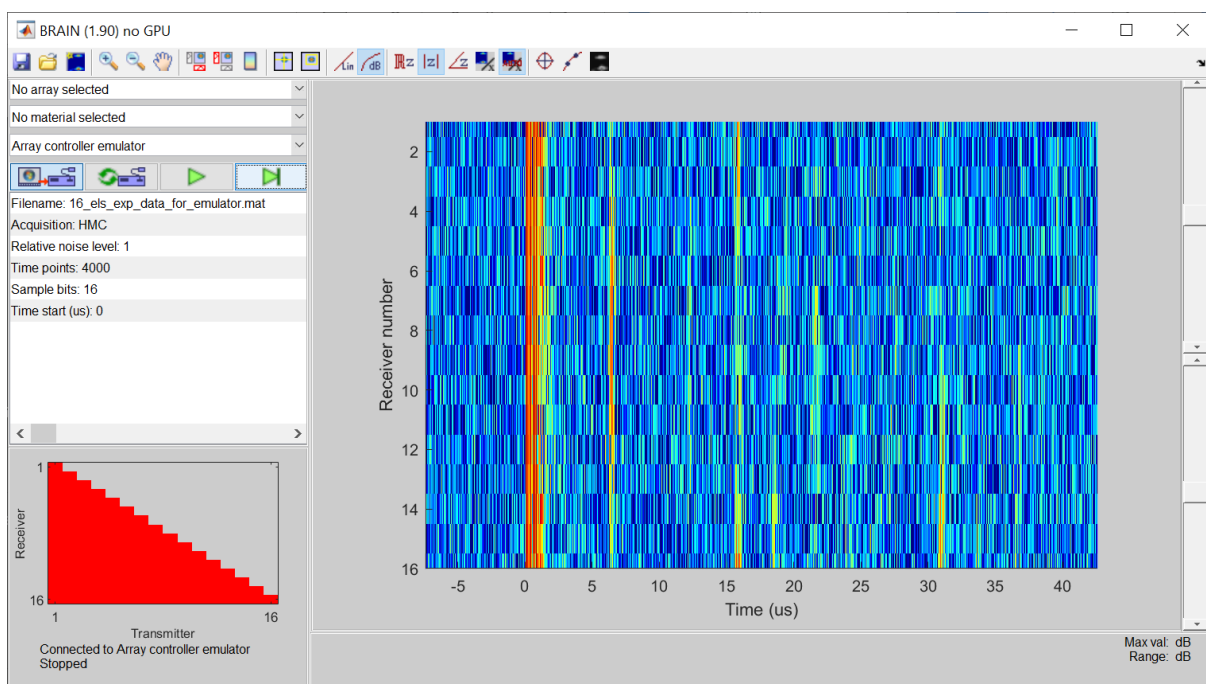 BRAIN (1.90) no GPU
Lin
dB
ℝz
|z|
∠z
No array selected
No material selected
Array controller emulator
Filename: 16_els_exp_data_for_emulator.mat
Acquisition: HMC
Relative noise level: 1
Time points: 4000
Sample bits: 16
Time start (us): 0
1
Receiver
16
1
16
Transmitter
Connected to Array controller emulator
Stopped
Receiver number
2
4
6
8
10
12
14
16
-5 0 5 10 15 20 25 30 35 40
Time (us)
Max val: dB
Range: dB